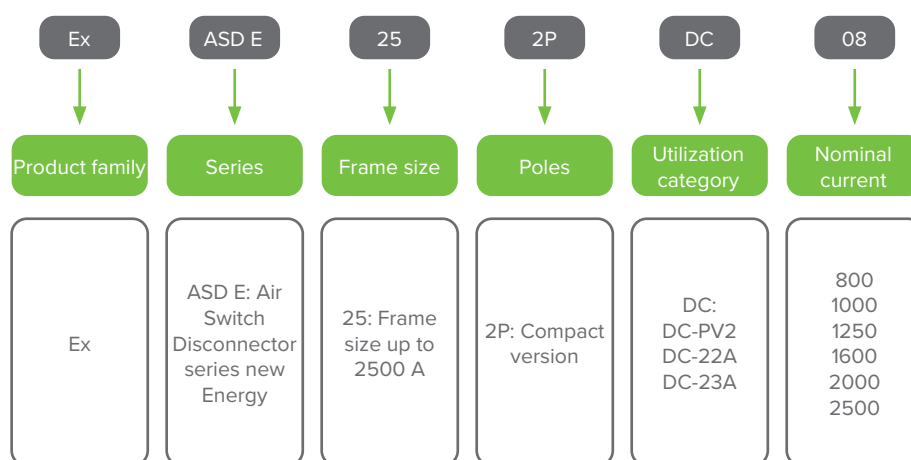 Ex
ASD E
25
2P
DC
08
Product family
Series
Frame size
Poles
Utilization
category
Nominal
current
Ex
ASD E: Air
Switch
Disconnector
series new
Energy
25: Frame
size up to
2500 A
2P: Compact
version
DC:
DC-PV2
DC-22A
DC-23A
800
1000
1250
1600
2000
2500